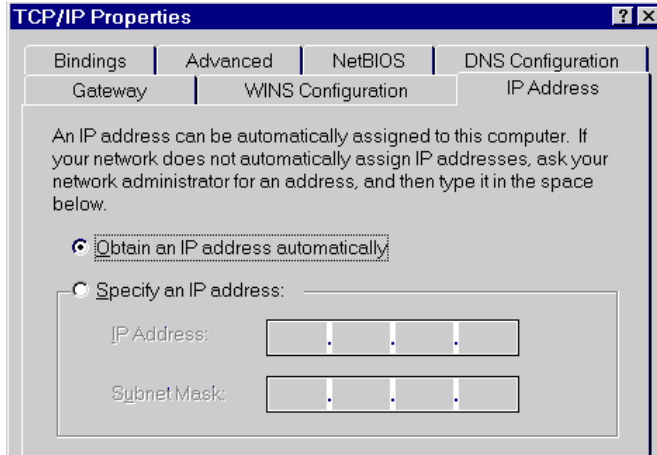 TCP/IP Properties
Bindings Advanced NetBIOS DNS Configuration
Gateway WINS Configuration IP Address
An IP address can be automatically assigned to this computer. If
your network does not automatically assign IP addresses, ask your
network administrator for an address, and then type it in the space
below.
Obtain an IP address automatically
Specify an IP address:
IP Address:
Subnet Mask: